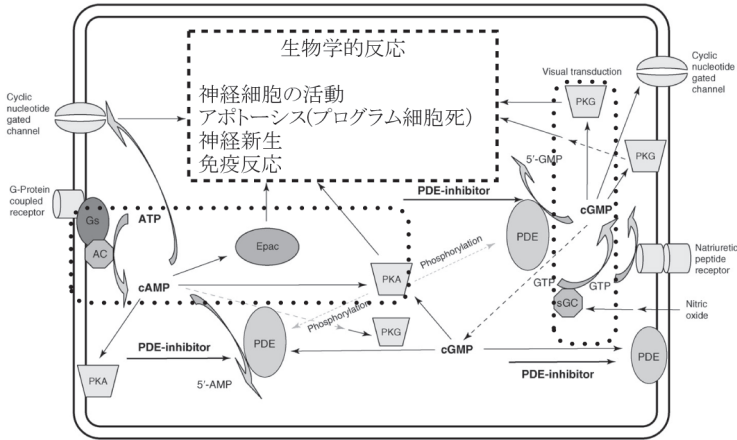 生物学的反応
神経細胞の活動
アポトーシス(プログラム細胞死)
神経新生
免疫反応
Cyclic
nucleotide
gated
channel
G-Protein
coupled
receptor
Gs
AC
ATP
cAMP
Epac
PKA
PKA
PDE-inhibitor
5'-AMP
PDE
Phosphorylation
PKG
Phosphorylation
PDE-inhibitor
5'-GMP
PDE
cGMP
PDE-inhibitor
Visual transduction
PKG
cGMP
GTP
GTP
sGC
PKG
Cyclic
nucleotide
gated
channel
Natriuretic
peptide
receptor
Nitric
oxide
PDE